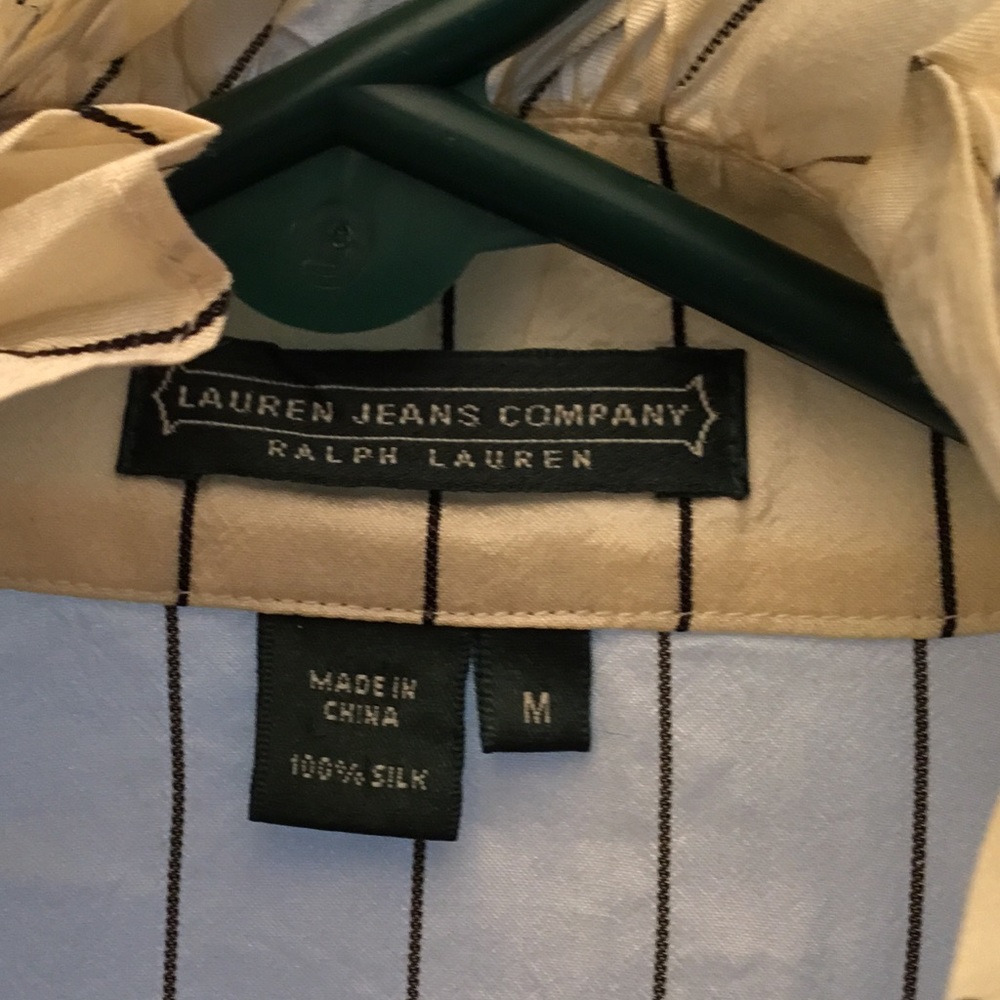 LAUREN JEANS COMPANY
RALPH LAUREN
MADE IN
CHINA
100% SILK
M